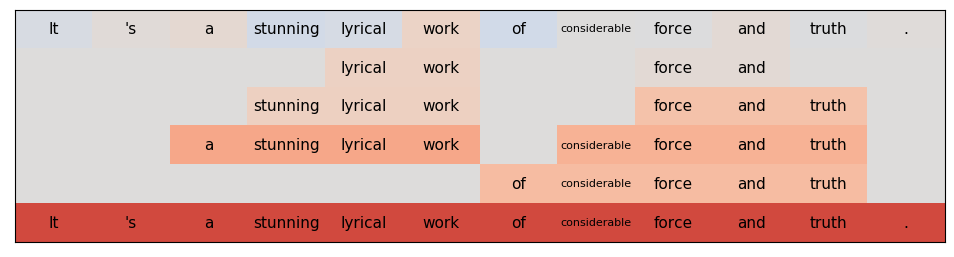 It 's a stunning lyrical work of considerable force and truth .
lyrical work force and
stunning lyrical work force and truth
a stunning lyrical work considerable force and truth
of considerable force and truth
It 's a stunning lyrical work of considerable force and truth .